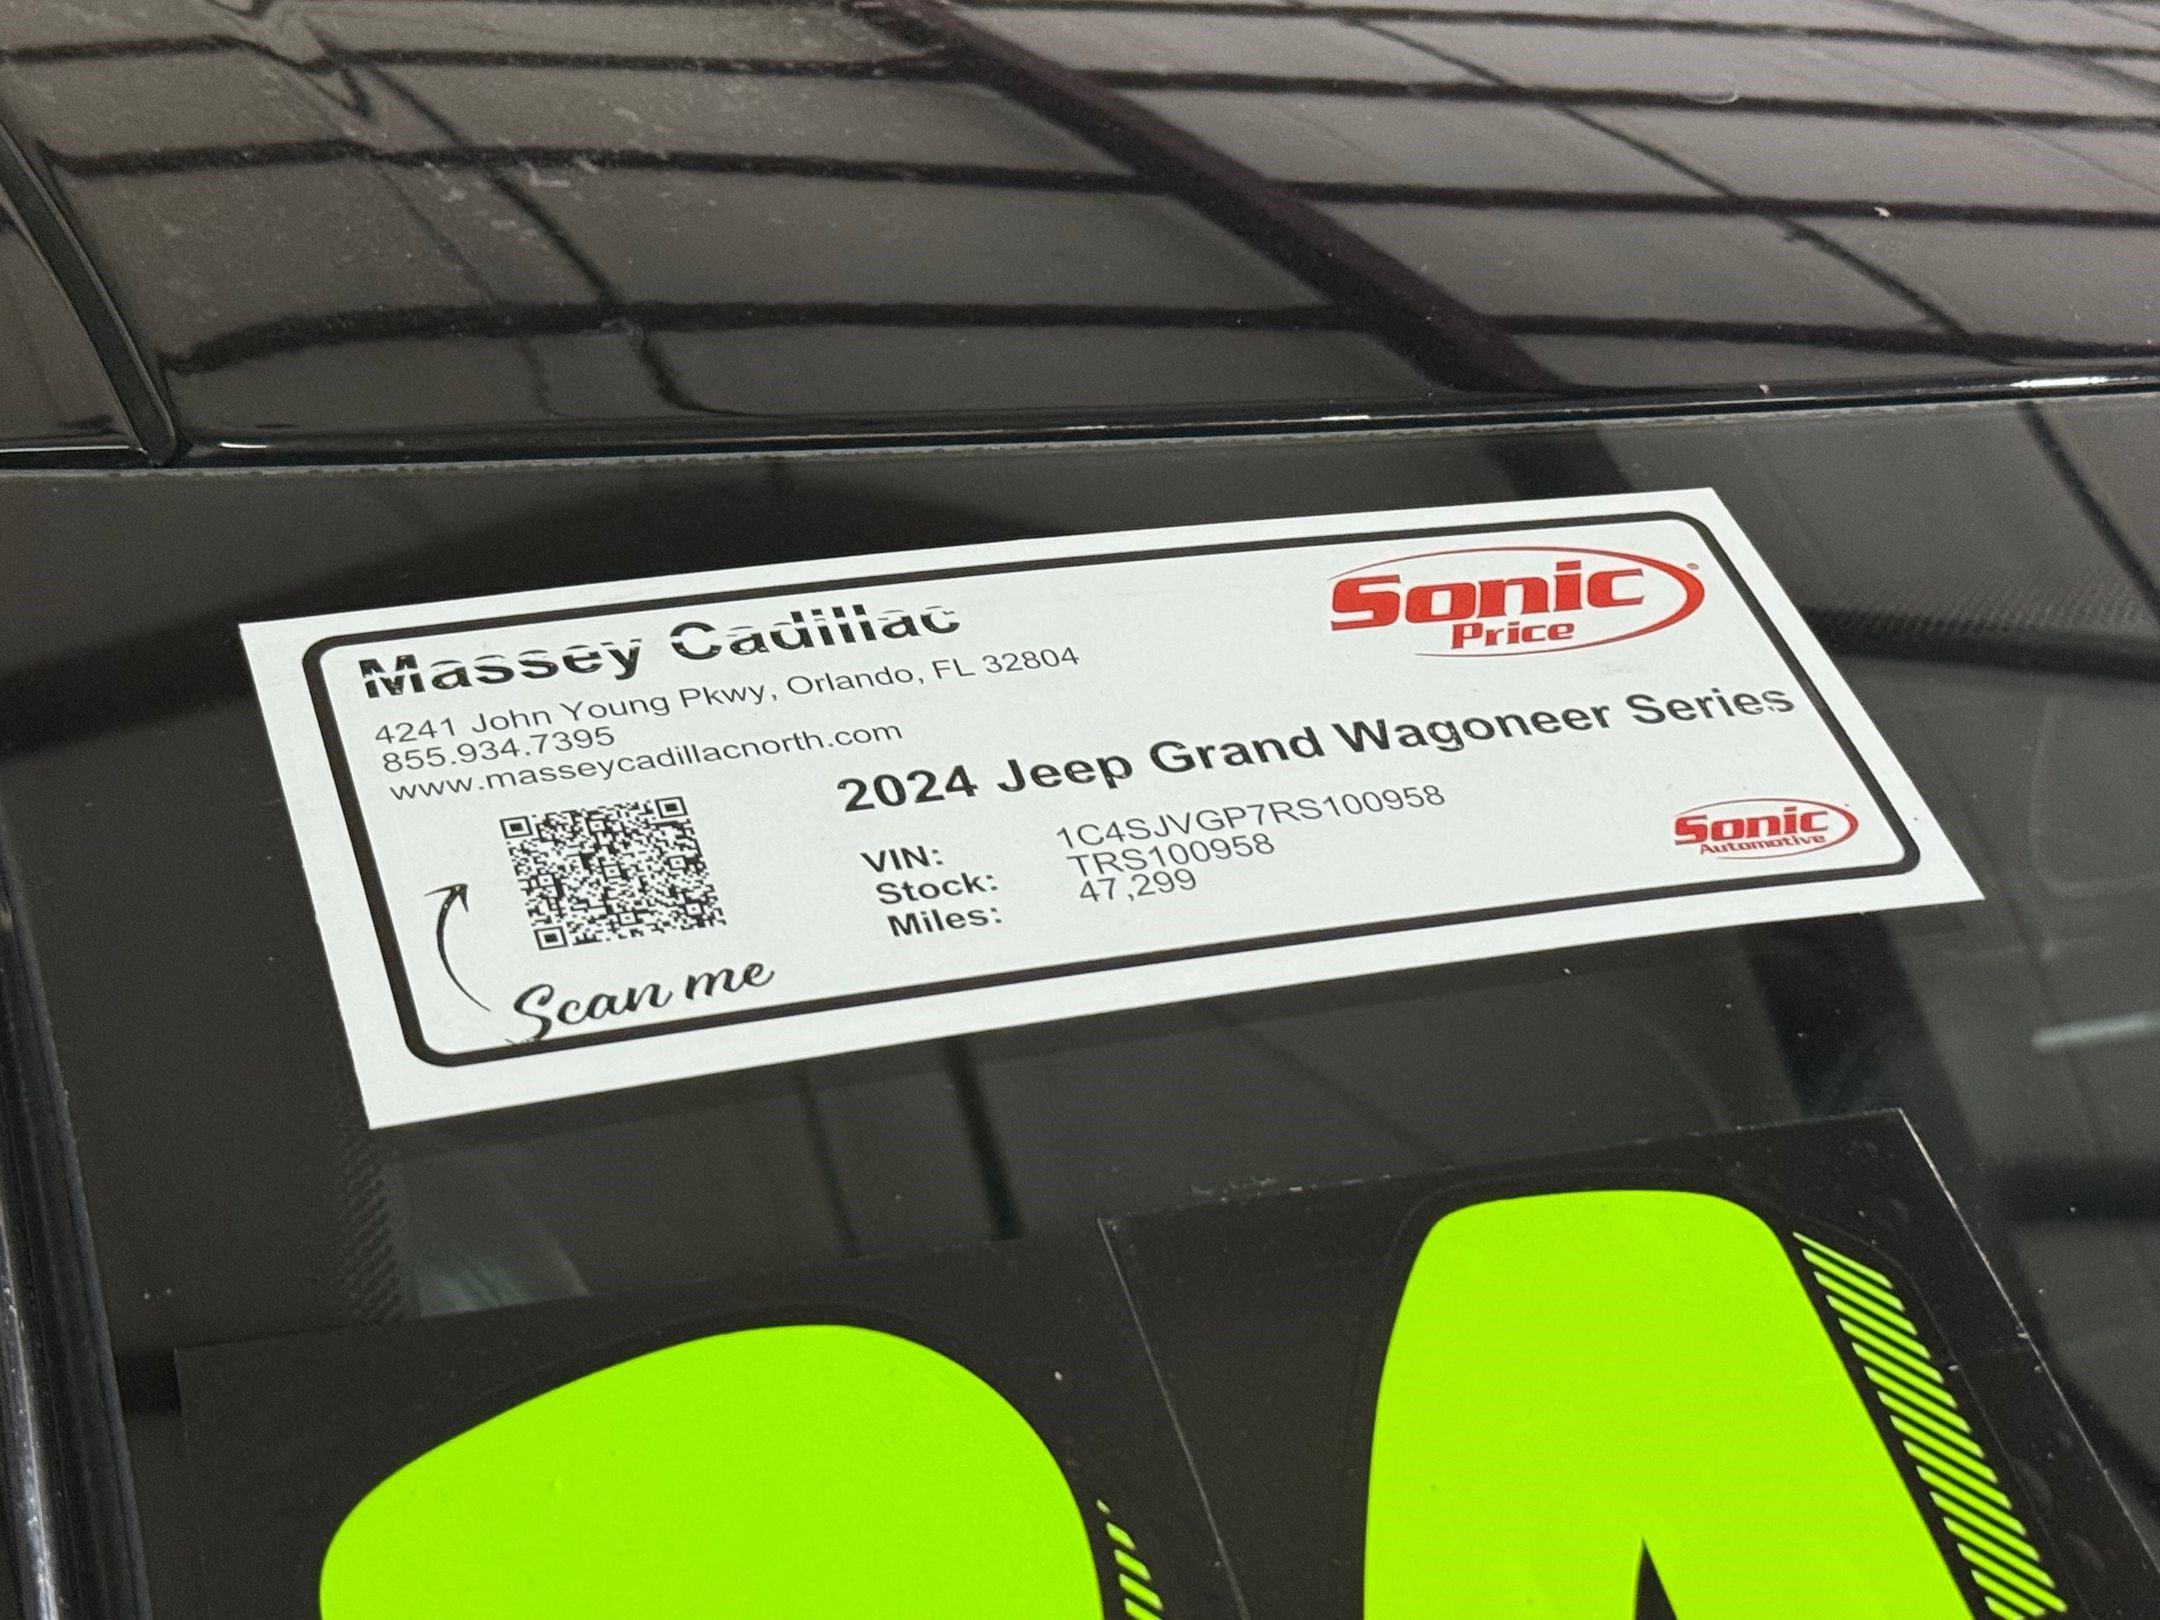 Massey Cadillac
4241 John Young Pkwy, Orlando, FL 32804
855.934.7395
www.masseycadillacnorth.com
Sonic
Price
2024 Jeep Grand Wagoneer Series
VIN: 1C4SJVGP7RS100958
Stock: TRS100958
Miles: 47,299
Scan me
Sonic
Automotive